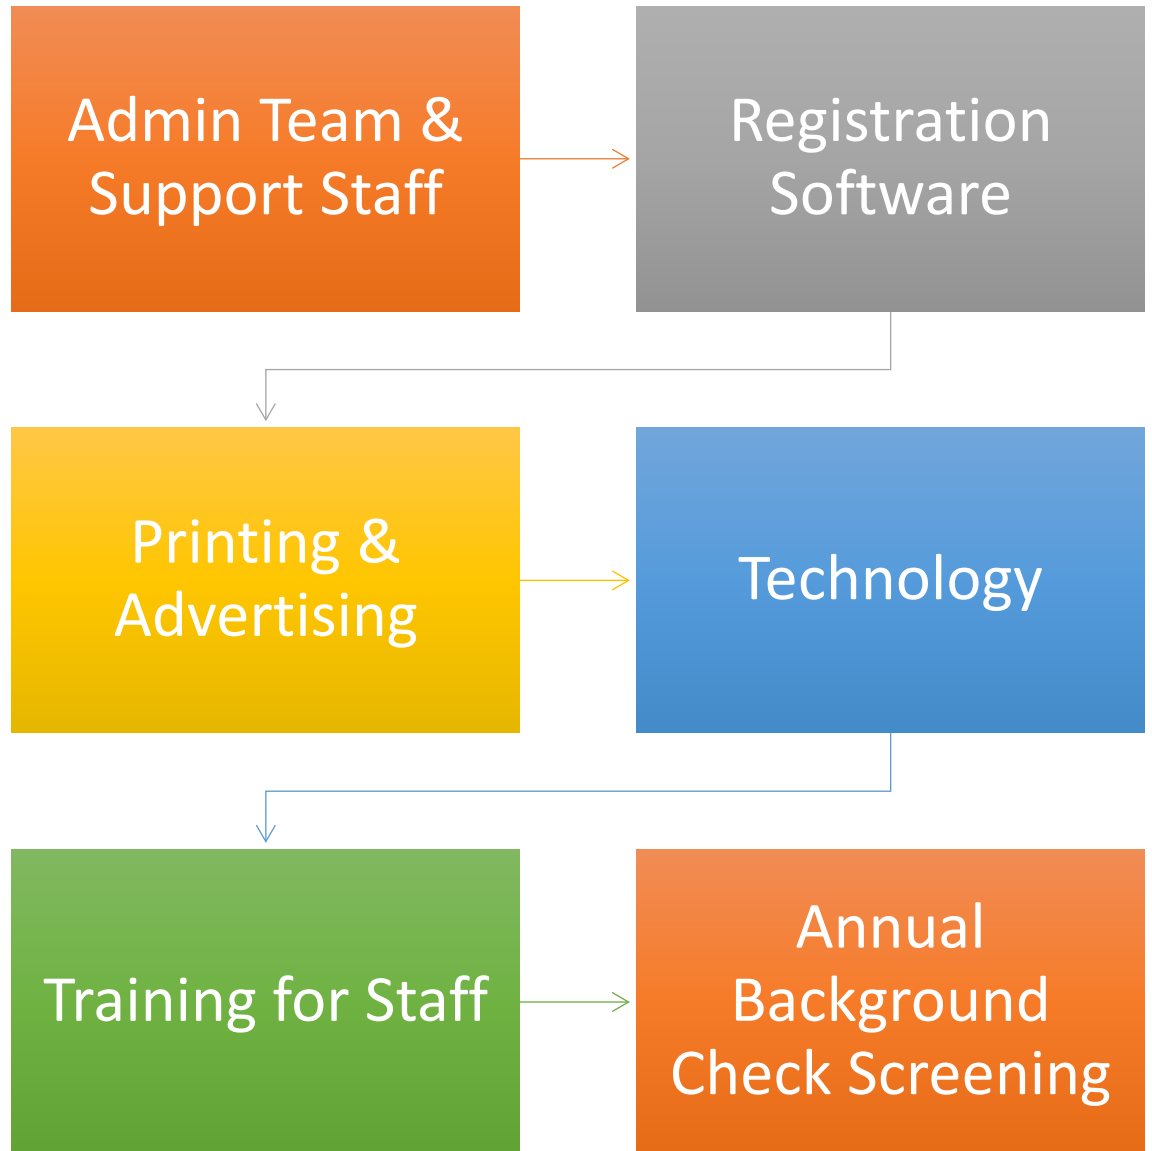 Admin Team &
Support Staff
Registration
Software
Printing &
Advertising
Technology
Training for Staff
Annual
Background
Check Screening